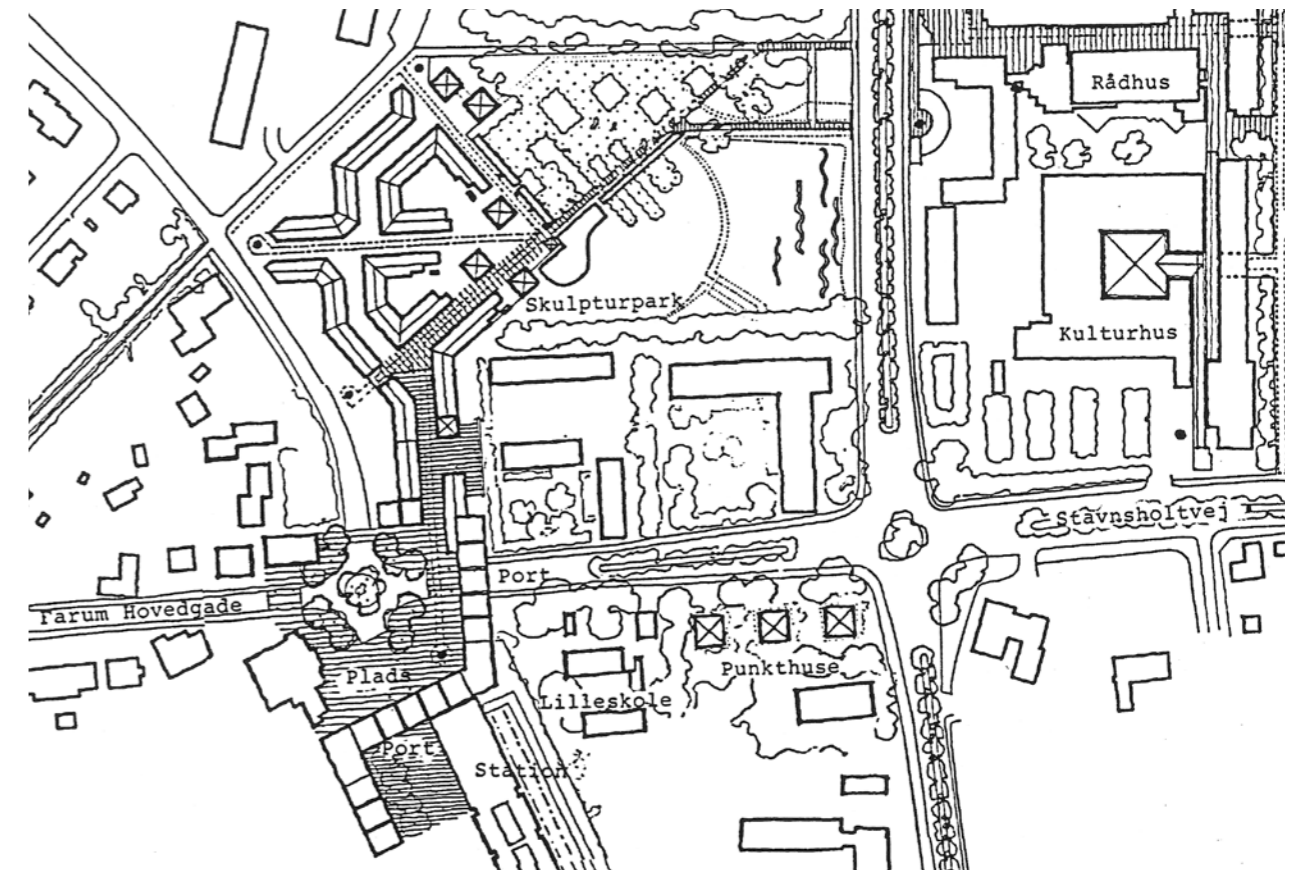 Rådhus
Skulpturpark
Kulturhus
Stavnsholtvej
Port
Farum Hovedgade
Punkthuse
Plads
Lilleskole
Port
Station